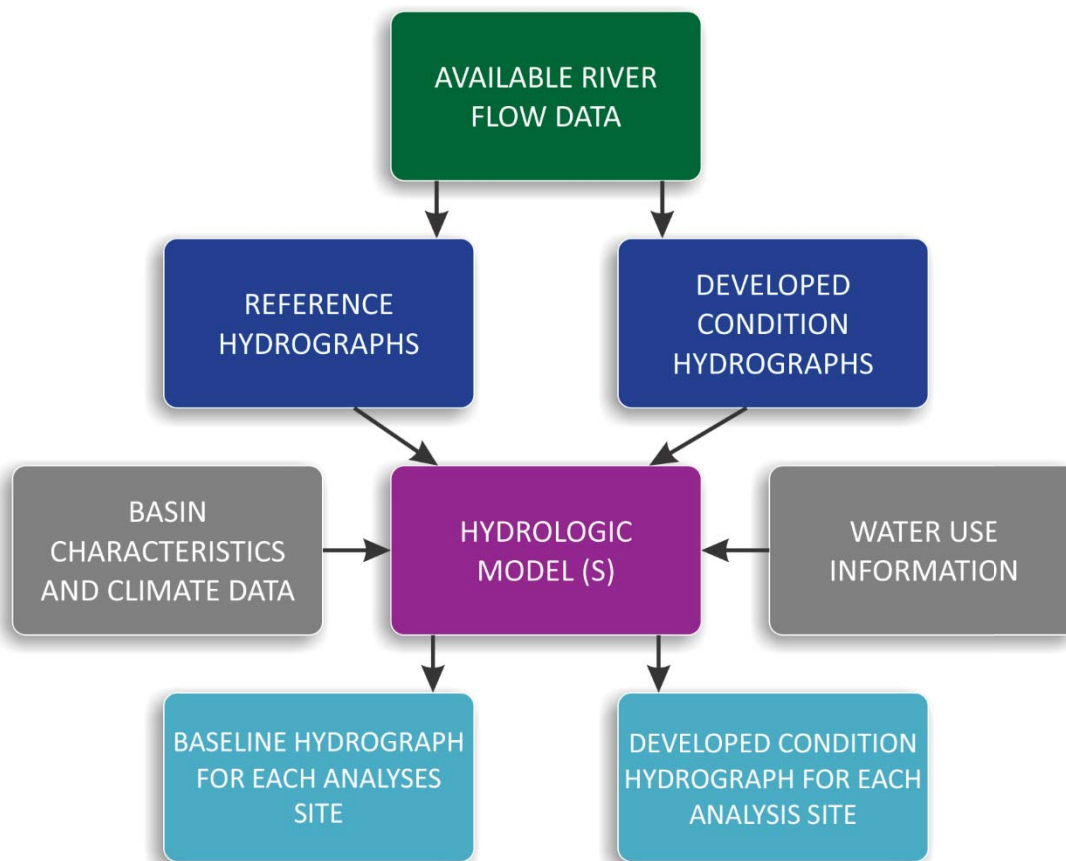 AVAILABLE RIVER
FLOW DATA
REFERENCE
HYDROGRAPHS
DEVELOPED
CONDITION
HYDROGRAPHS
BASIN
CHARACTERISTICS
AND CLIMATE DATA
HYDROLOGIC
MODEL (S)
WATER USE
INFORMATION
BASELINE HYDROGRAPH
FOR EACH ANALYSES
SITE
DEVELOPED CONDITION
HYDROGRAPH FOR EACH
ANALYSIS SITE